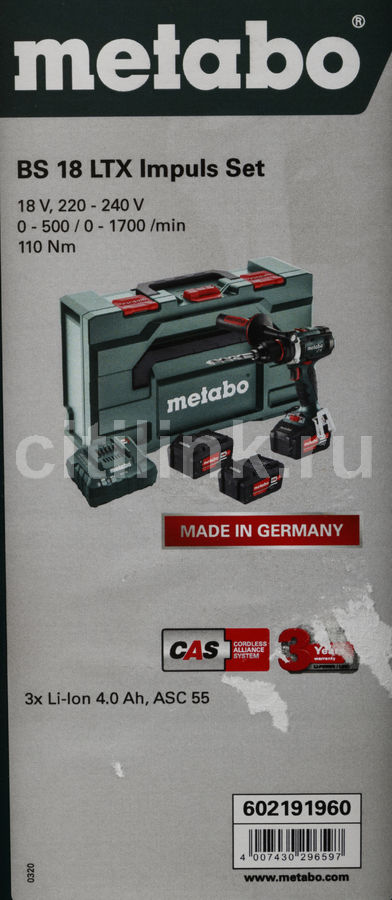 metabo®
BS 18 LTX Impuls Set
18 V, 220 - 240 V
0 - 500 / 0 - 1700 /min
110 Nm
metabo
citilink.ru
MADE IN GERMANY
CAS CORDLESS
ALLIANCE
SYSTEM
3 Years
warranty
3x Li-Ion 4.0 Ah, ASC 55
602191960
4 007430 296597
0320
www.metabo.com